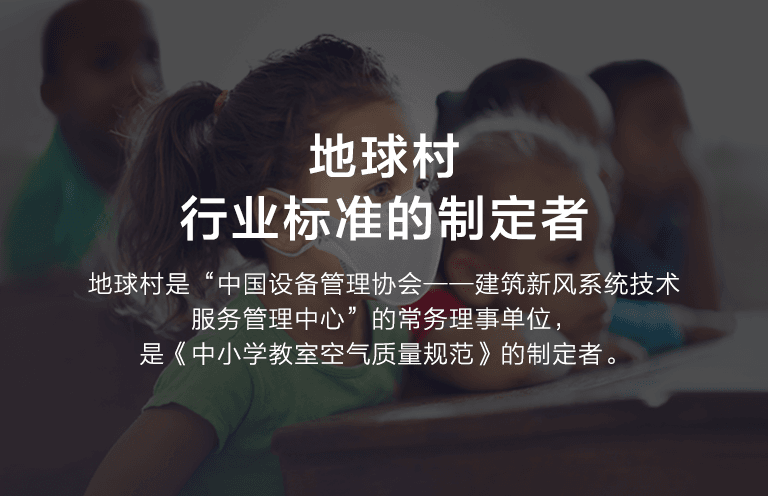 地球村
行业标准的制定者
地球村是“中国设备管理协会——建筑新风系统技术
服务管理中心”的常务理事单位，
是《中小学教室空气质量规范》的制定者。